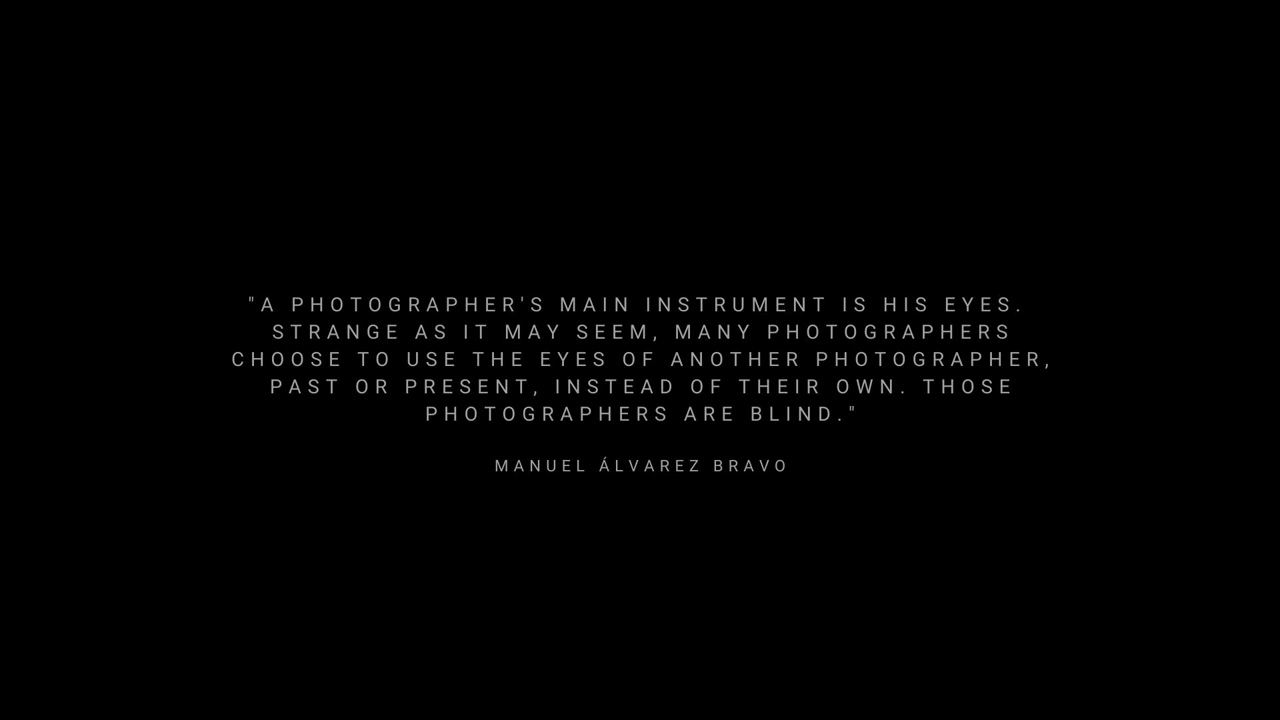 "A PHOTOGRAPHER'S MAIN INSTRUMENT IS HIS EYES.
STRANGE AS IT MAY SEEM, MANY PHOTOGRAPHERS
CHOOSE TO USE THE EYES OF ANOTHER PHOTOGRAPHER,
PAST OR PRESENT, INSTEAD OF THEIR OWN. THOSE
PHOTOGRAPHERS ARE BLIND."
MANUEL ÁLVAREZ BRAVO